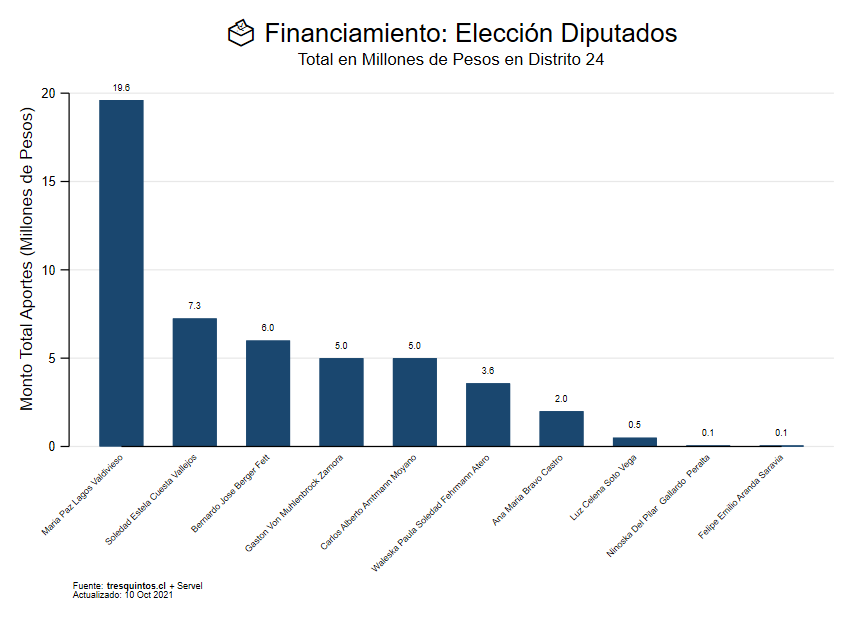 Financiamiento: Elección Diputados
Total en Millones de Pesos en Distrito 24
Monto Total Aportes (Millones de Pesos)
20
15
10
5
0
19.6
7.3
6.0
5.0
5.0
3.6
2.0
0.5
0.1
0.1
Maria Paz Lagos Valdivieso
Soledad Estela Cuesta Vallejos
Bernardo Jose Berger Fett
Gaston Von Muhlenbrock Zamora
Carlos Alberto Amtmann Moyano
Waleska Paula Soledad Fehrmann Atero
Ana Maria Bravo Castro
Luz Celena Soto Vega
Ninoska Del Pilar Gallardo Peralta
Felipe Emilio Aranda Saravia
Fuente: tresquintos.cl + Servel
Actualizado: 10 Oct 2021